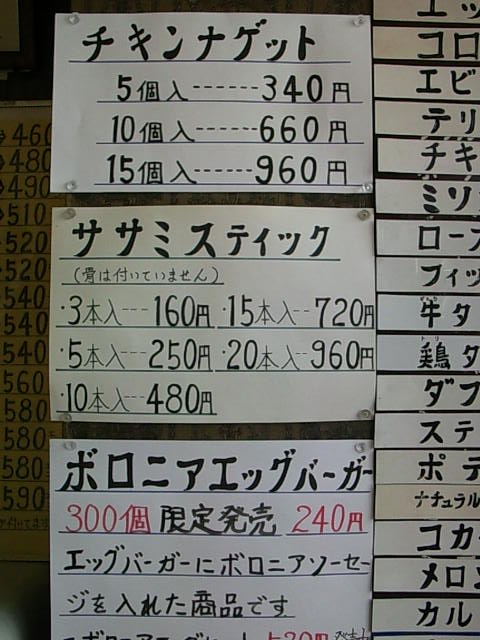 チキンナゲット
5個入------340円
10個入------660円
15個入------960円
ササミスティック
(骨は付いていません)
・3本入---160円 ・15本入--720円
・5本入---250円 ・20本入--960円
・10本入--480円
ボロニアエッグバーガー
300個 限定発売 240円
エッグバーガーにボロニアソーセー
ジを入れた商品です
460
480
490
510
520
520
540
540
540
560
580
580
580
590
エッ
コロ
エビ
テリ
チキ
ミソ
ロー
フィッ
牛タ
鶏タ
ダブ
ステ
ポテ
ナチュラル
コカ
メロン
カル